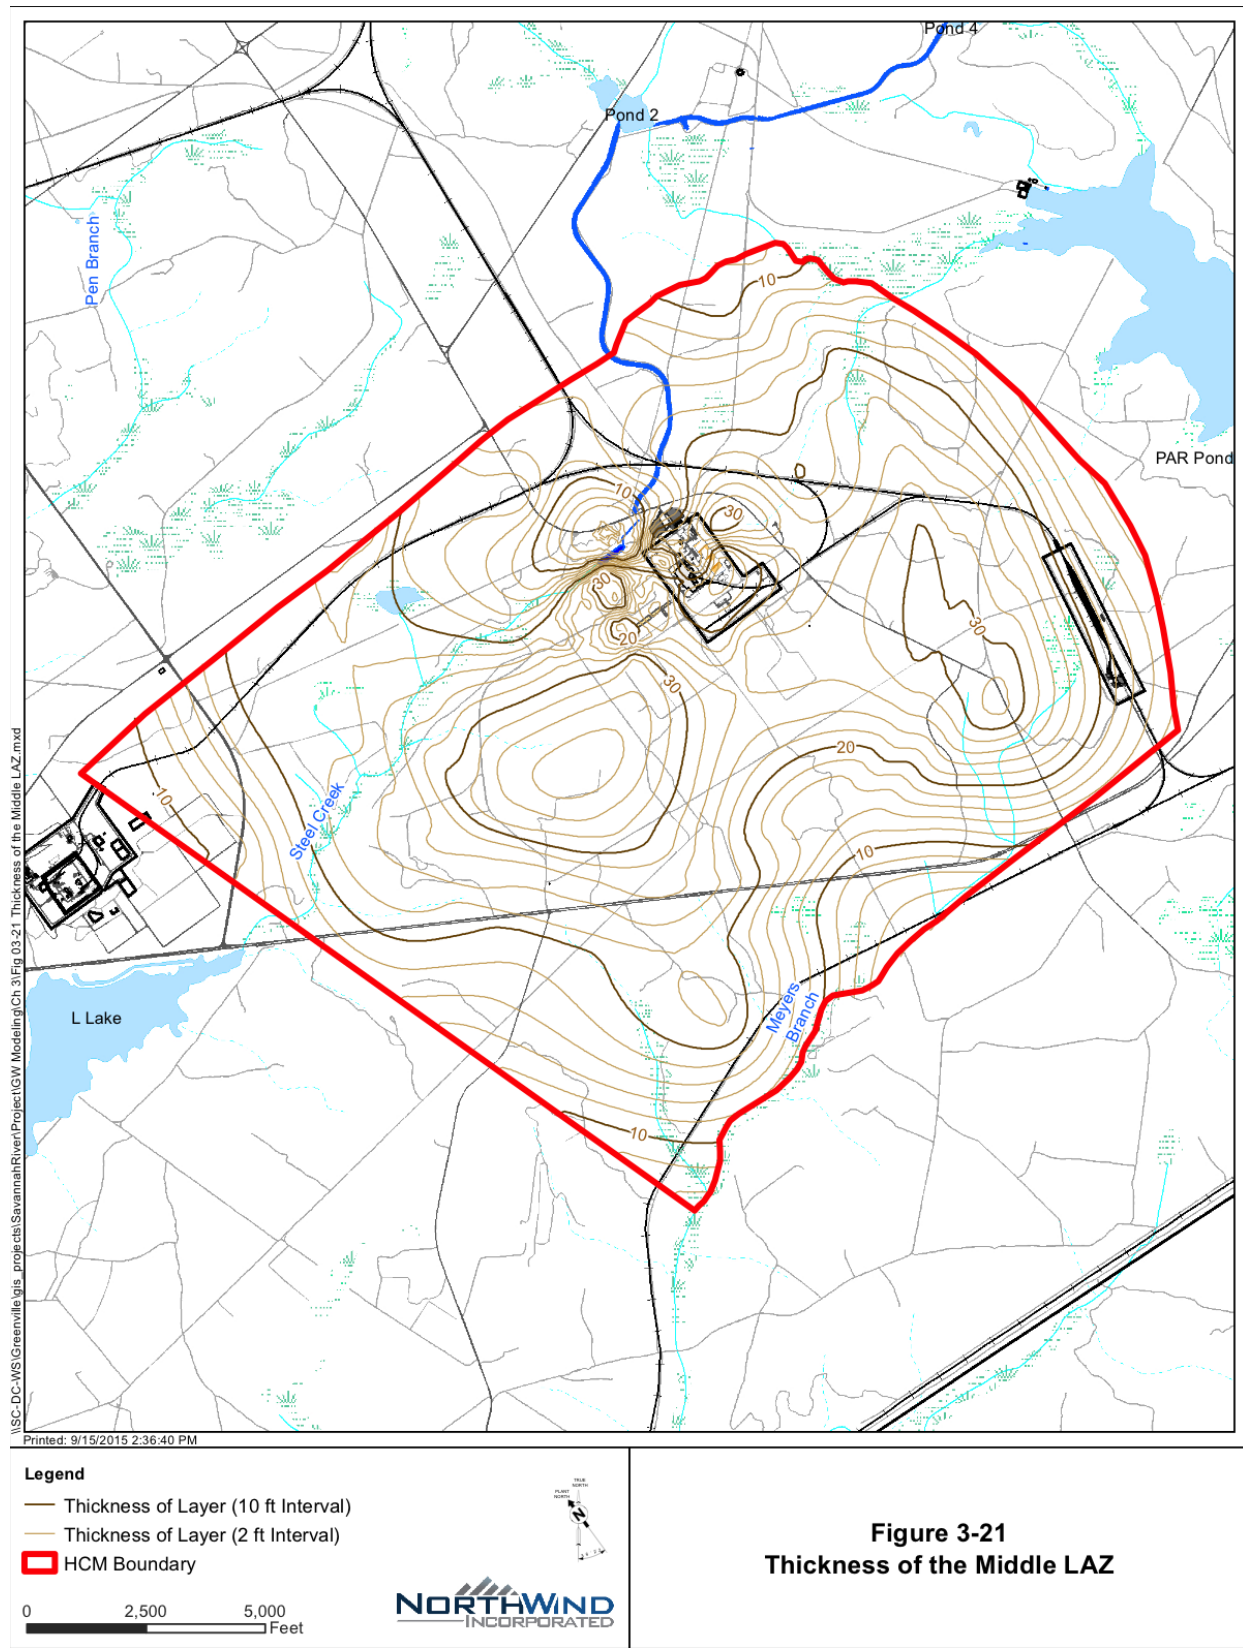 Pond 4
Pond 2
Pen Branch
10
PAR Pond
10
30
30
30
20
30
20
10
Steel Creek
10
L Lake
Meyers
Branch
10
\\SC-DC-WS\Greenville\gis_projects\SavannahRiver\Project\GW Modeling\Ch 3\Fig 03-21 Thickness of the Middle LAZ.mxd
Printed: 9/15/2015 2:36:40 PM
Legend
Thickness of Layer (10 ft Interval)
Thickness of Layer (2 ft Interval)
HCM Boundary
0 2,500 5,000
Feet
TRUE
NORTH
PLANT
NORTH
N
NORTHWIND
INCORPORATED
Figure 3-21
Thickness of the Middle LAZ